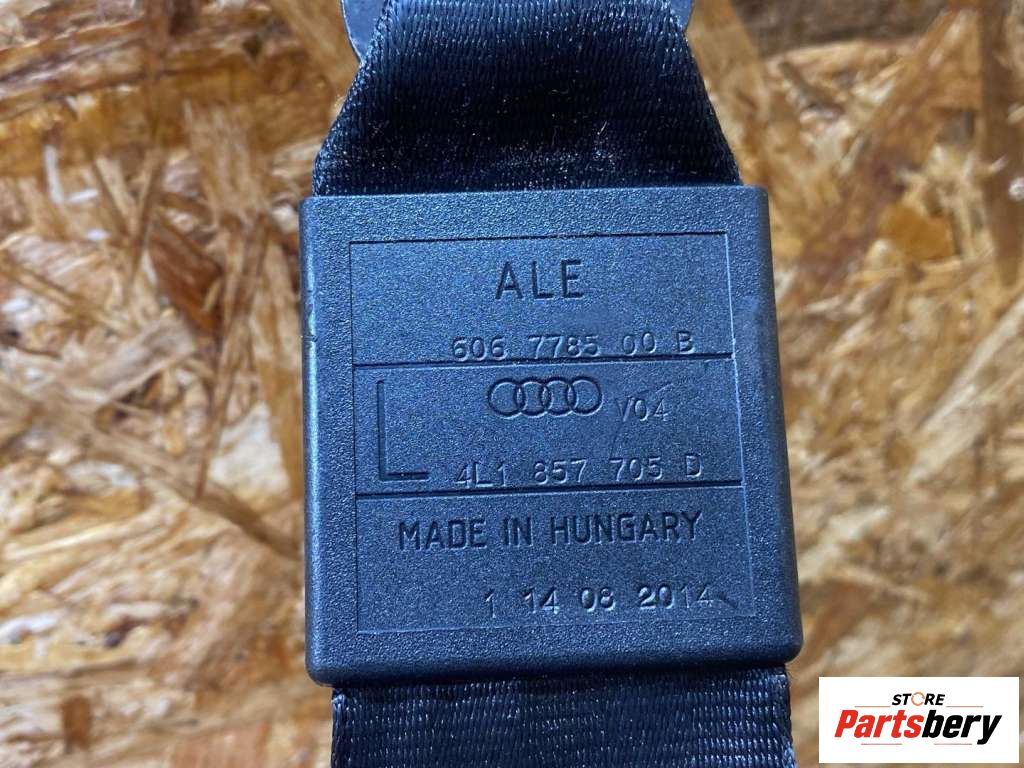 ALE
606 7785 00 B
V04
L
4L1 857 705 D
MADE IN HUNGARY
1 14 08 2014
STORE
Partsbery